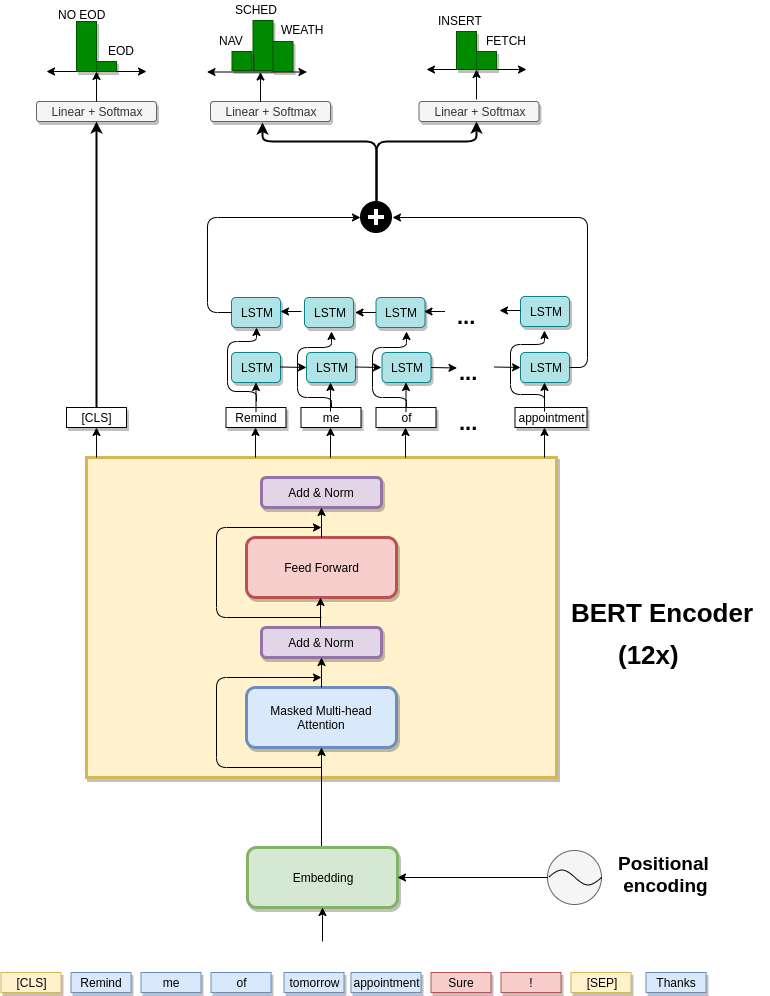 NO EOD
EOD
SCHED
NAV
WEATH
INSERT
FETCH
Linear + Softmax
Linear + Softmax
Linear + Softmax
LSTM
LSTM
LSTM
...
LSTM
LSTM
LSTM
LSTM
...
LSTM
[CLS]
Remind
me
of
...
appointment
Add & Norm
Feed Forward
Add & Norm
Masked Multi-head
Attention
BERT Encoder
(12x)
Embedding
Positional
encoding
[CLS]
Remind
me
of
tomorrow
appointment
Sure
!
[SEP]
Thanks